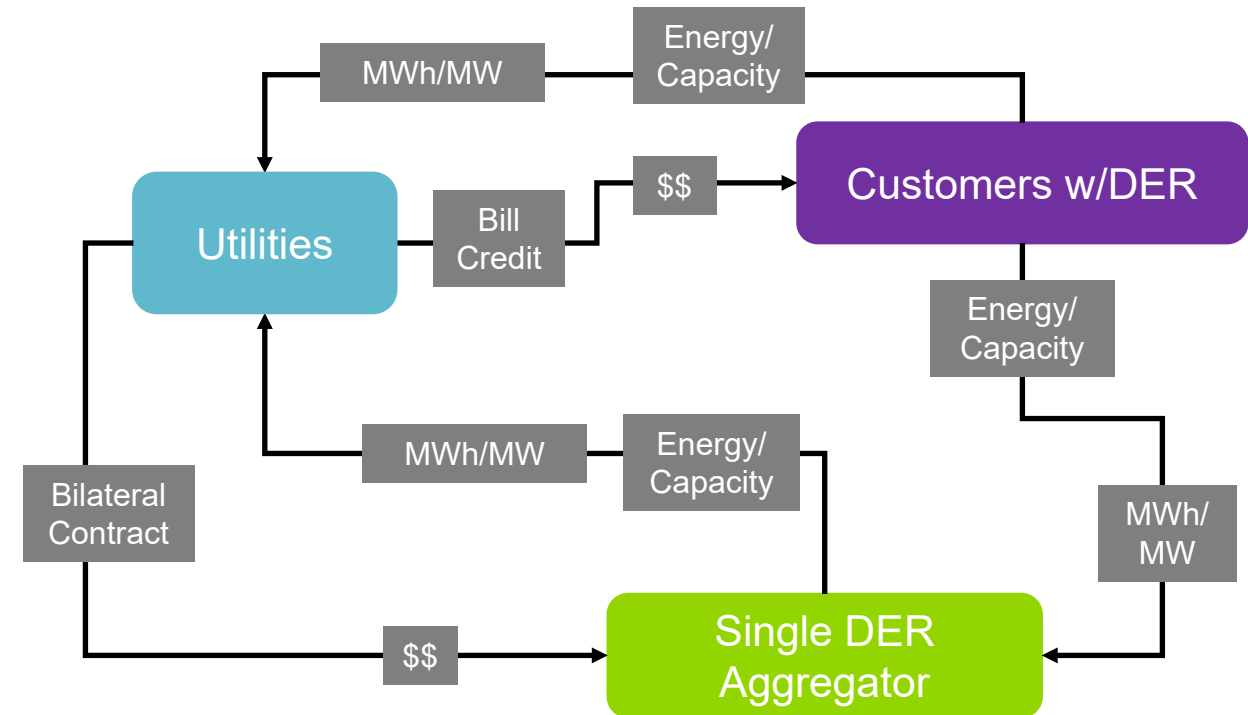 Energy/
Capacity
MWh/MW
Customers w/DER
$$
Bill
Credit
Utilities
Energy/
Capacity
MWh/MW
Energy/
Capacity
Bilateral
Contract
MWh/
MW
Single DER
Aggregator
$$